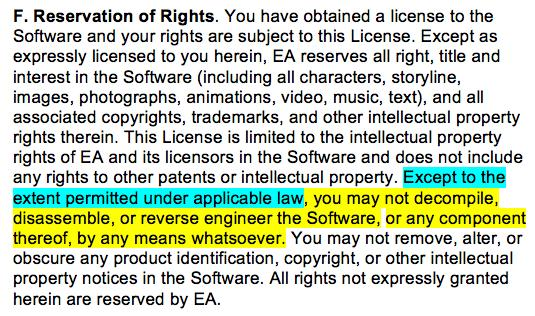 F. Reservation of Rights. You have obtained a license to the
Software and your rights are subject to this License. Except as
expressly licensed to you herein, EA reserves all right, title and
interest in the Software (including all characters, storyline,
images, photographs, animations, video, music, text), and all
associated copyrights, trademarks, and other intellectual property
rights therein. This License is limited to the intellectual property
rights of EA and its licensors in the Software and does not include
any rights to other patents or intellectual property. Except to the
extent permitted under applicable law, you may not decompile,
disassemble, or reverse engineer the Software, or any component
thereof, by any means whatsoever. You may not remove, alter, or
obscure any product identification, copyright, or other intellectual
property notices in the Software. All rights not expressly granted
herein are reserved by EA.